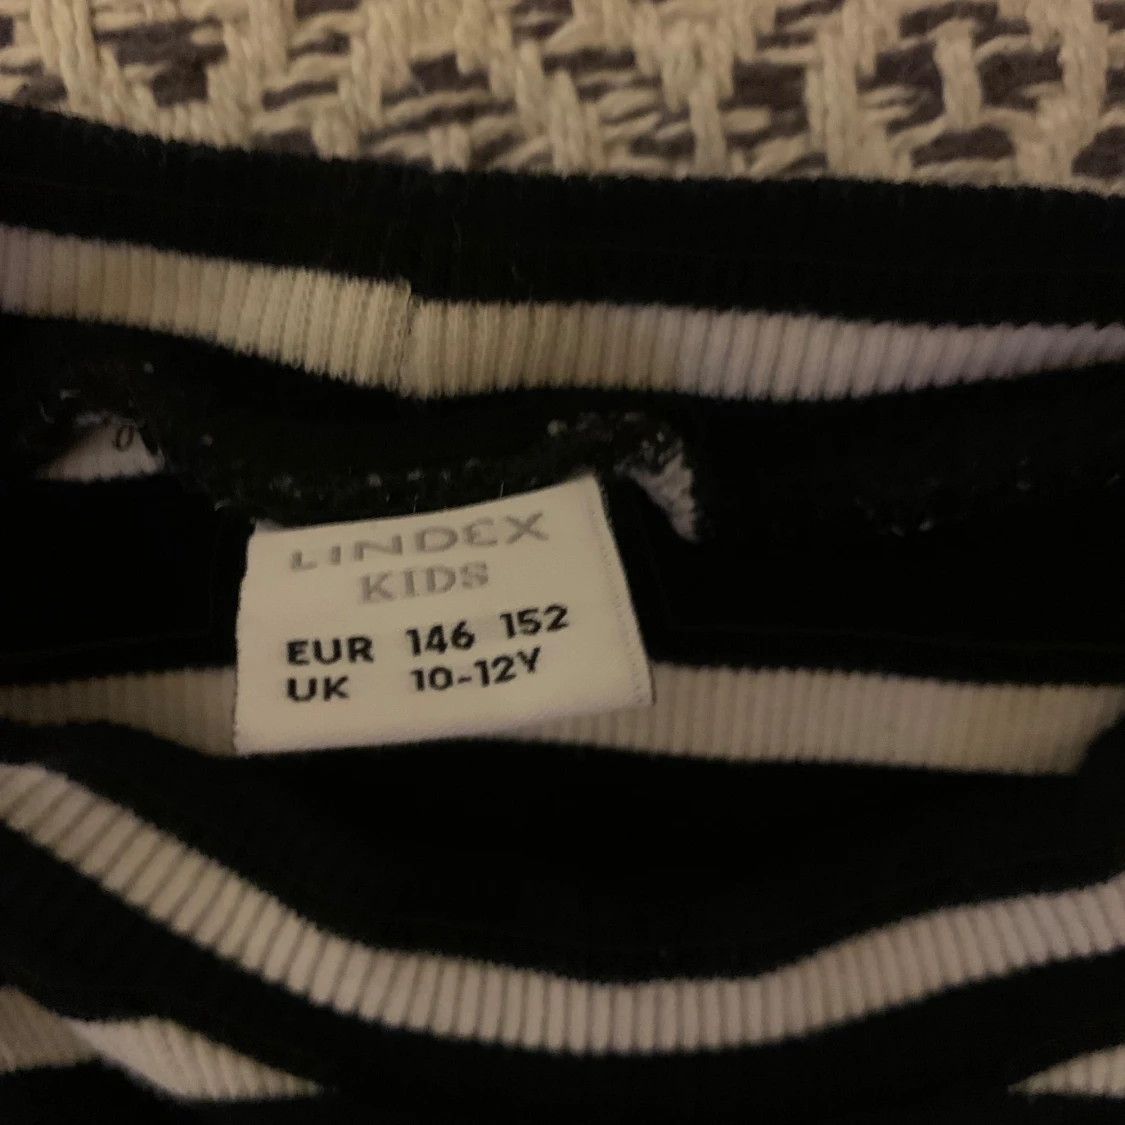 LINDEX
KIDS
EUR 146 152
UK 10-12Y